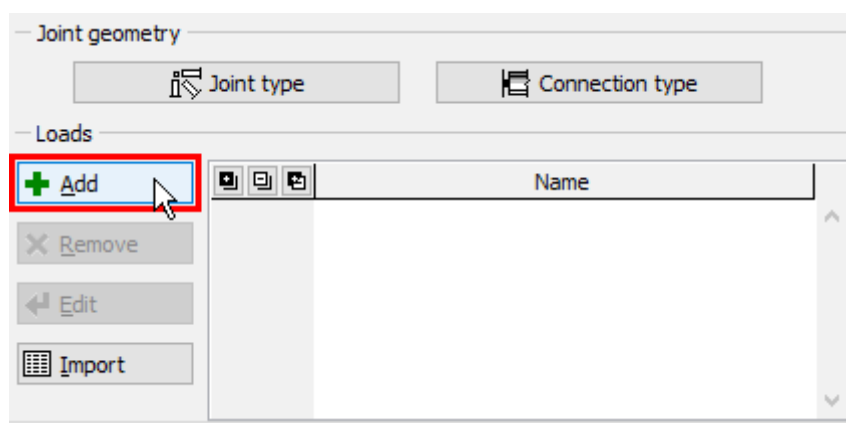 Joint geometry
Joint type Connection type
Loads
Add Name
Remove
Edit
Import